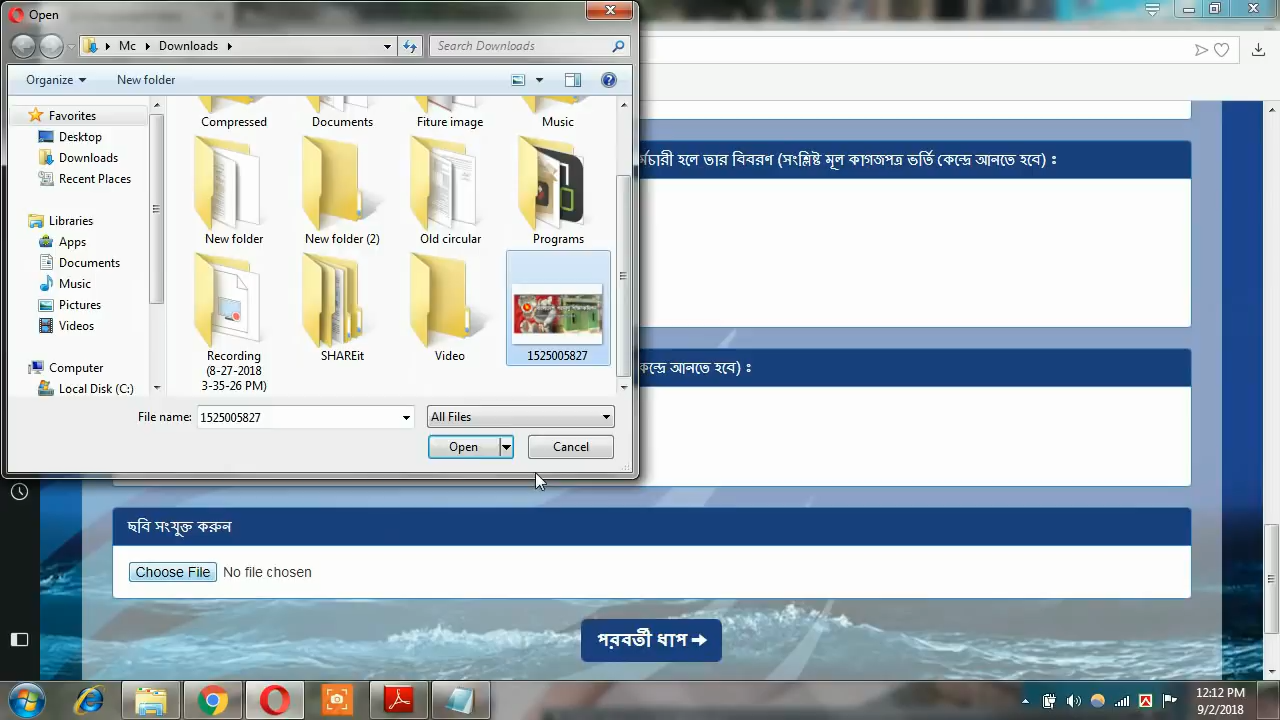 Open
Mc
Downloads
Search Downloads
Organize
New folder
Favorites
Desktop
Downloads
Recent Places
Libraries
Apps
Documents
Music
Pictures
Videos
Computer
Local Disk (C:)
Compressed
Documents
Fiture image
Music
New folder
New folder (2)
Old circular
Programs
Recording
(8-27-2018
3-35-26 PM)
SHAREit
Video
1525005827
File name:
1525005827
All Files
Open
Cancel
হলে তার বিবরণ (সংশ্লিষ্ট মূল কাগজপত্র ভর্তি কেন্দ্রে আনতে হবে) :
আনতে হবে) :
ছবি সংযুক্ত করুন
Choose File No file chosen
পরবর্তী ধাপ
12:12 PM
9/2/2018